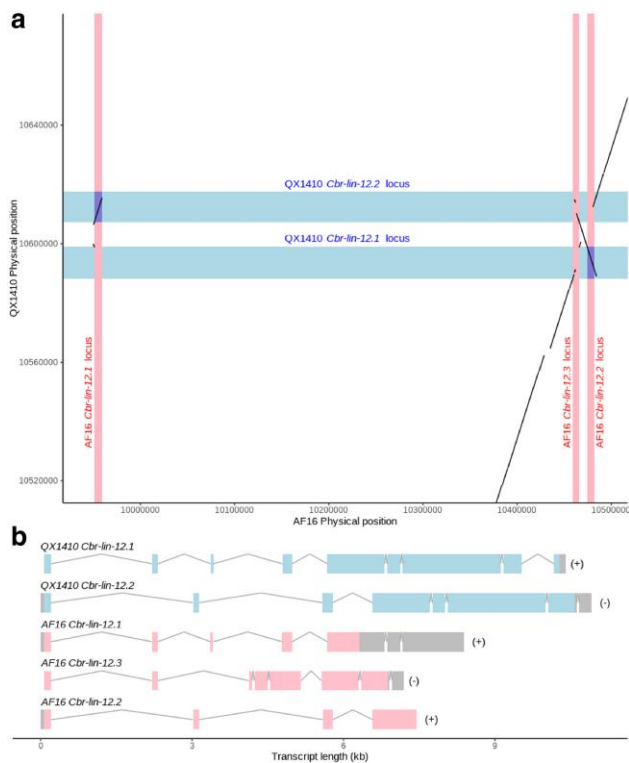 a
QX1410 Physical position
10640000
10600000
10560000
10520000
QX1410 Cbr-lin-12.2 locus
QX1410 Cbr-lin-12.1 locus
AF16 Cbr-lin-12.1 locus
AF16 Cbr-lin-12.3 locus
AF16 Cbr-lin-12.2 locus
10000000
10100000
10200000
10300000
10400000
10500000
AF16 Physical position
b
QX1410 Cbr-lin-12.1
(+)
QX1410 Cbr-lin-12.2
(-)
AF16 Cbr-lin-12.1
(+)
AF16 Cbr-lin-12.3
(-)
AF16 Cbr-lin-12.2
(+)
0
3
6
9
Transcript length (kb)